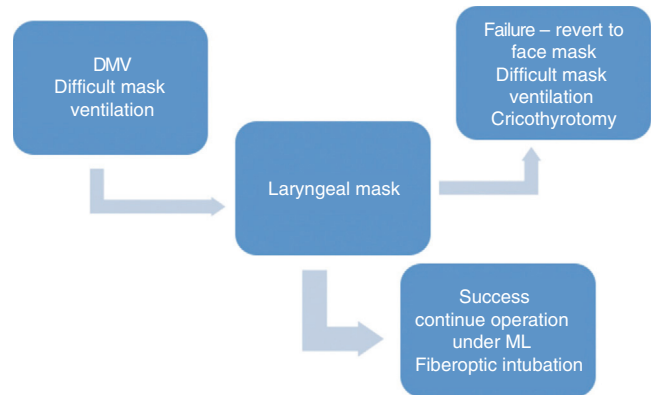 DMV
Difficult mask
ventilation
Laryngeal mask
Failure – revert to
face mask
Difficult mask
ventilation
Cricothyrotomy
Success
continue operation
under ML
Fiberoptic intubation